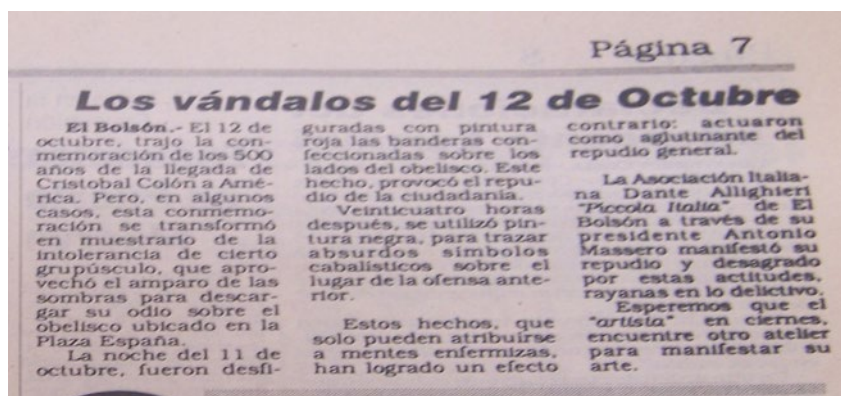 Página 7
Los vándalos del 12 de Octubre
El Bolsón.- El 12 de
octubre, trajo la con-
memoración de los 500
años de la llegada de
Cristobal Colón a Amé-
rica. Pero, en algunos
casos, esta conmemo-
ración se transformó
en muestrario de la
intolerancia de cierto
grupúsculo, que apro-
vechó el amparo de las
sombras para descar-
gar su odio sobre el
obelisco ubicado en la
Plaza España.
La noche del 11 de
octubre, fueron desfi-
guradas con pintura
roja las banderas con-
feccionadas sobre los
lados del obelisco. Este
hecho, provocó el repu-
dio de la ciudadanía.
Veinticuatro horas
después, se utilizó pin-
tura negra, para trazar
absurdos símbolos
cabalísticos sobre el
lugar de la ofensa ante-
rior.
Estos hechos, que
solo pueden atribuirse
a mentes enfermizas,
han logrado un efecto
contrario: actuaron
como aglutinante del
repudio general.
La Asociación Italia-
na Dante Allighieri
"Piccola Italia" de El
Bolsón a través de su
presidente Antonio
Massero manifestó su
repudio y desagrado
por estas actitudes,
rayanas en lo delictivo.
Esperemos que el
"artista" en ciernes,
encuentre otro atelier
para manifestar su
arte.